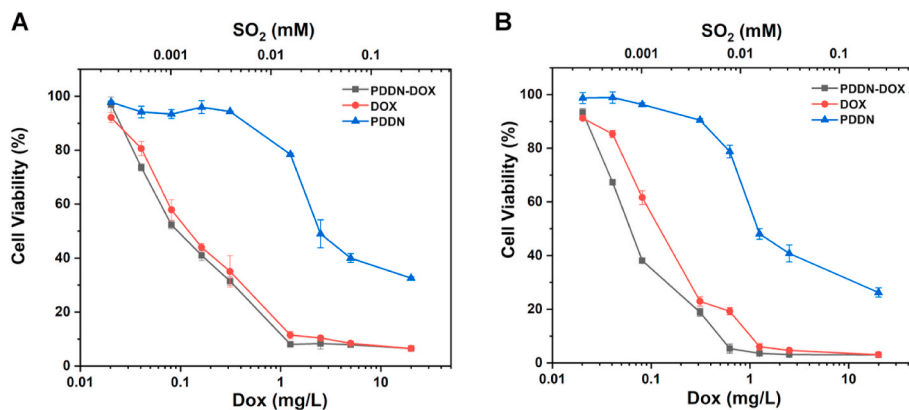 A
SO2 (mM)
0.001 0.01 0.1
100
80
60
40
20
0
Cell Viability (%)
PDDN-DOX
DOX
PDDN
0.01 0.1 1 10
Dox (mg/L)
B
SO2 (mM)
0.001 0.01 0.1
100
80
60
40
20
0
Cell Viability (%)
PDDN-DOX
DOX
PDDN
0.01 0.1 1 10
Dox (mg/L)